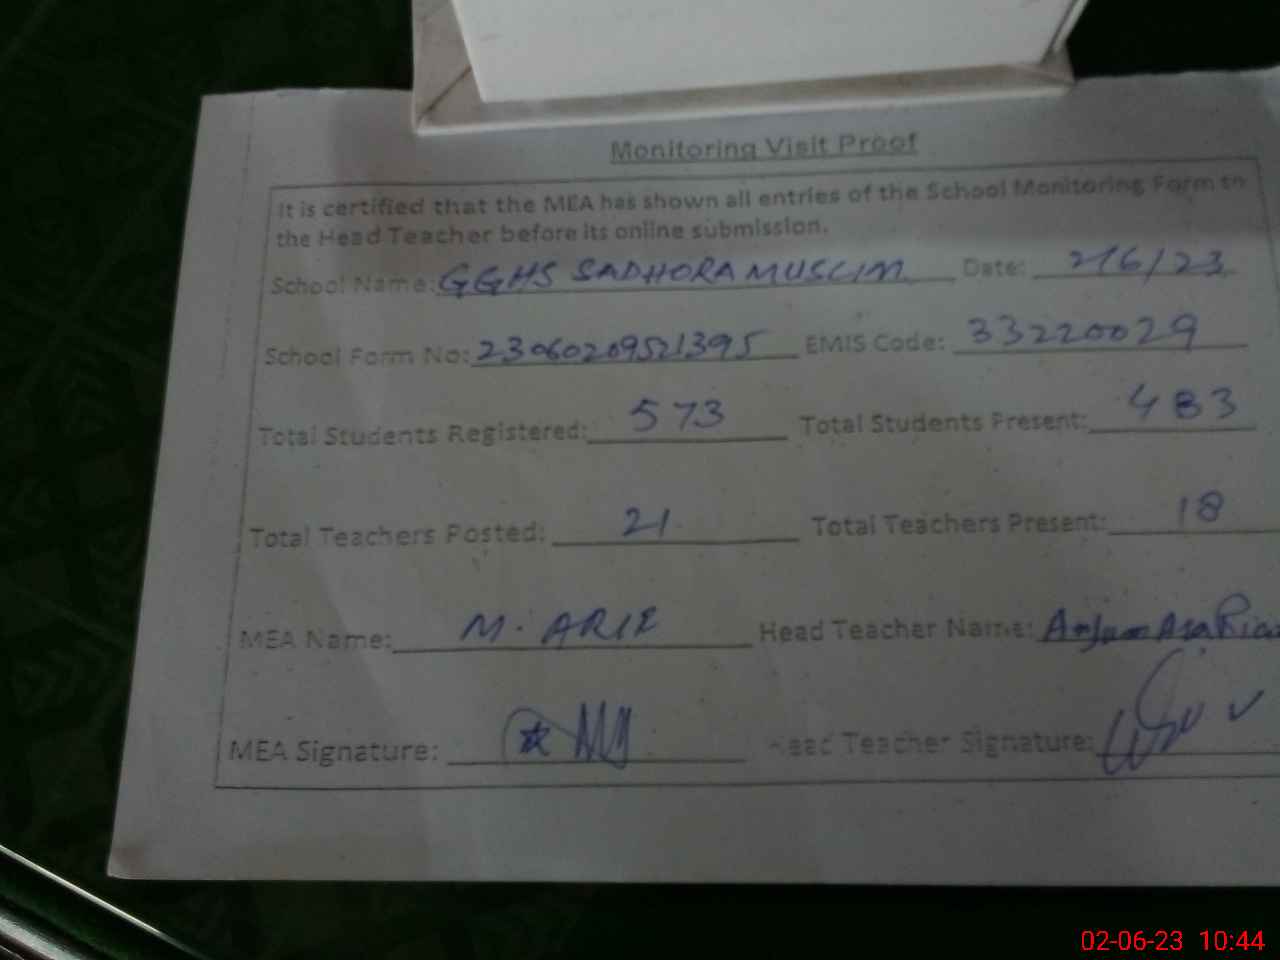 Monitoring Visit Proof
It is certified that the MEA has shown all entries of the School Monitoring Form to
the Head Teacher before its online submission.
School Name: GGHS SADHORA MUSLIM Date: 2/6/23
School Form No: 2306020951395 EMIS Code: 33220029
Total Students Registered: 573 Total Students Present: 483
Total Teachers Posted: 21 Total Teachers Present: 18
MEA Name: M. ARIF Head Teacher Name: Anjum Asa
MEA Signature: Head Teacher Signature:
02-06-23 10:44